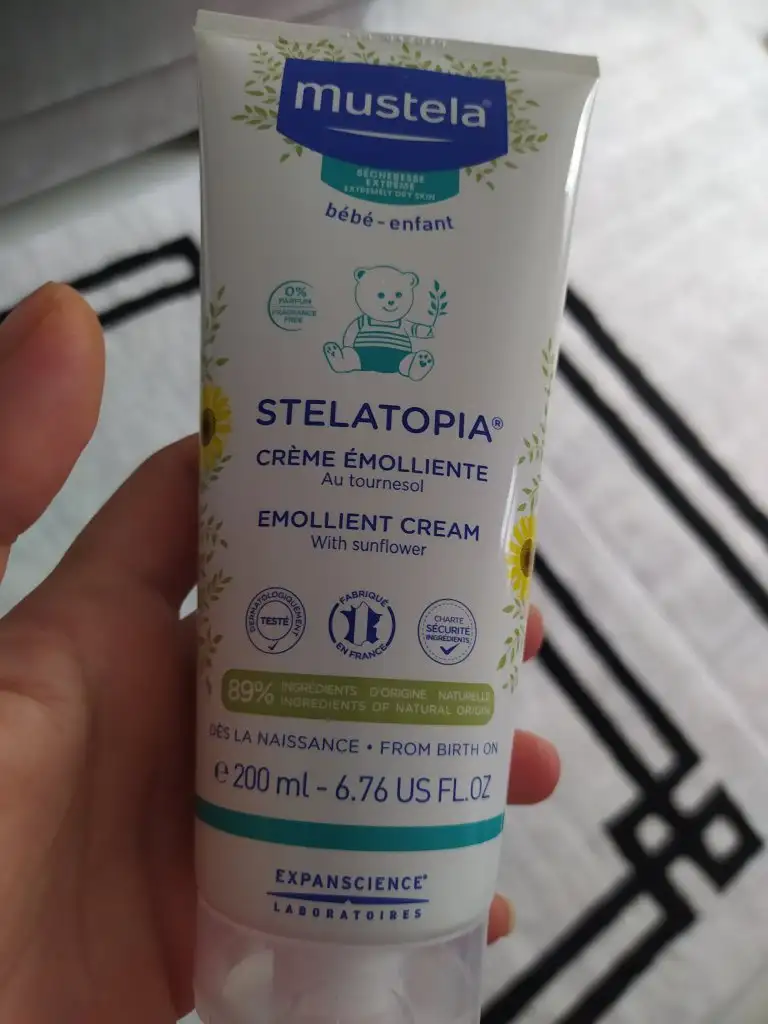 mustela®
SÉCHERESSE
EXTRÊME
EXTREMELY DRY SKIN
bébé-enfant
0%
PARFUM
FRAGRANCE
FREE
STELATOPIA®
CRÈME ÉMOLLIENTE
Au tournesol
EMOLLIENT CREAM
With sunflower
DERMATOLOGIQUEMENT
TESTÉ
FABRIQUÉ
EN FRANCE
CHARTE
SÉCURITÉ
INGRÉDIENTS
89% INGRÉDIENTS D'ORIGINE NATURELLE
INGREDIENTS OF NATURAL ORIGIN
DÈS LA NAISSANCE • FROM BIRTH ON
℮ 200 ml - 6.76 US FL.OZ
EXPANSCIENCE®
LABORATOIRES